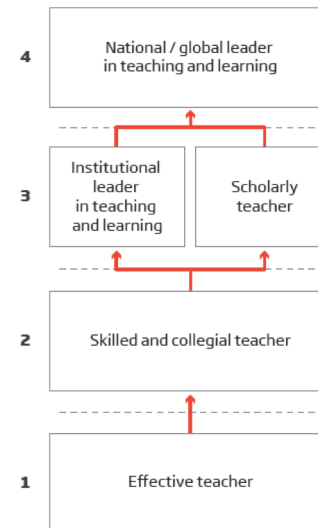 4
National / global leader
in teaching and learning
3
Institutional
leader
in teaching
and learning
Scholarly
teacher
2
Skilled and collegial teacher
1
Effective teacher